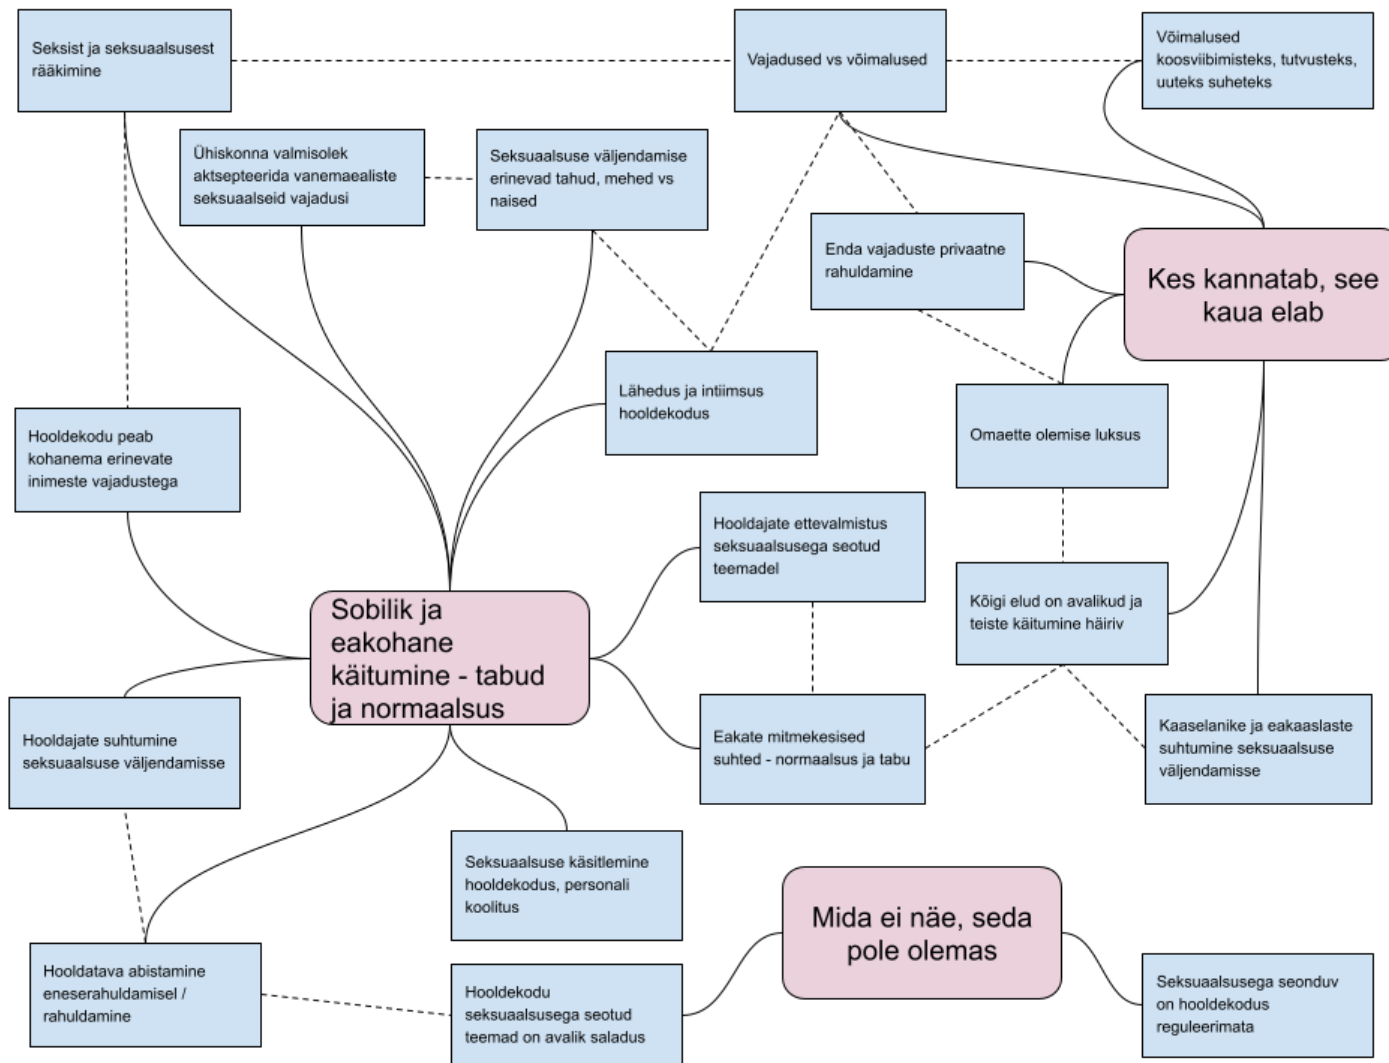 Seksist ja seksuaalsusest
rääkimine
Vajadused vs võimalused
Võimalused
koosviibimisteks, tutvusteks,
uuteks suheteks
Ühiskonna valmisolek
aktsepteerida vanemaealiste
seksuaalseid vajadusi
Seksuaalsuse väljendamise
erinevad tahud, mehed vs
naised
Enda vajaduste privaatne
rahuldamine
Kes kannatab, see
kaua elab
Lähedus ja intiimsus
hooldekodus
Omaette olemise luksus
Hooldekodu peab
kohanema erinevate
inimeste vajadustega
Hooldajate ettevalmistus
seksuaalsusega seotud
teemadel
Kõigi elud on avalikud ja
teiste käitumine häiriv
Sobilik ja
eakohane
käitumine - tabud
ja normaalsus
Hooldajate suhtumine
seksuaalsuse väljendamisse
Eakate mitmekesised
suhted - normaalsus ja tabu
Kaaselanike ja eakaaslaste
suhtumine seksuaalsuse
väljendamisse
Seksuaalsuse käsitlemine
hooldekodus, personali
koolitus
Mida ei näe, seda
pole olemas
Hooldatava abistamine
eneserahuldamisel /
rahuldamine
Hooldekodu
seksuaalsusega seotud
teemad on avalik saladus
Seksuaalsusega seonduv
on hooldekodus
reguleerimata